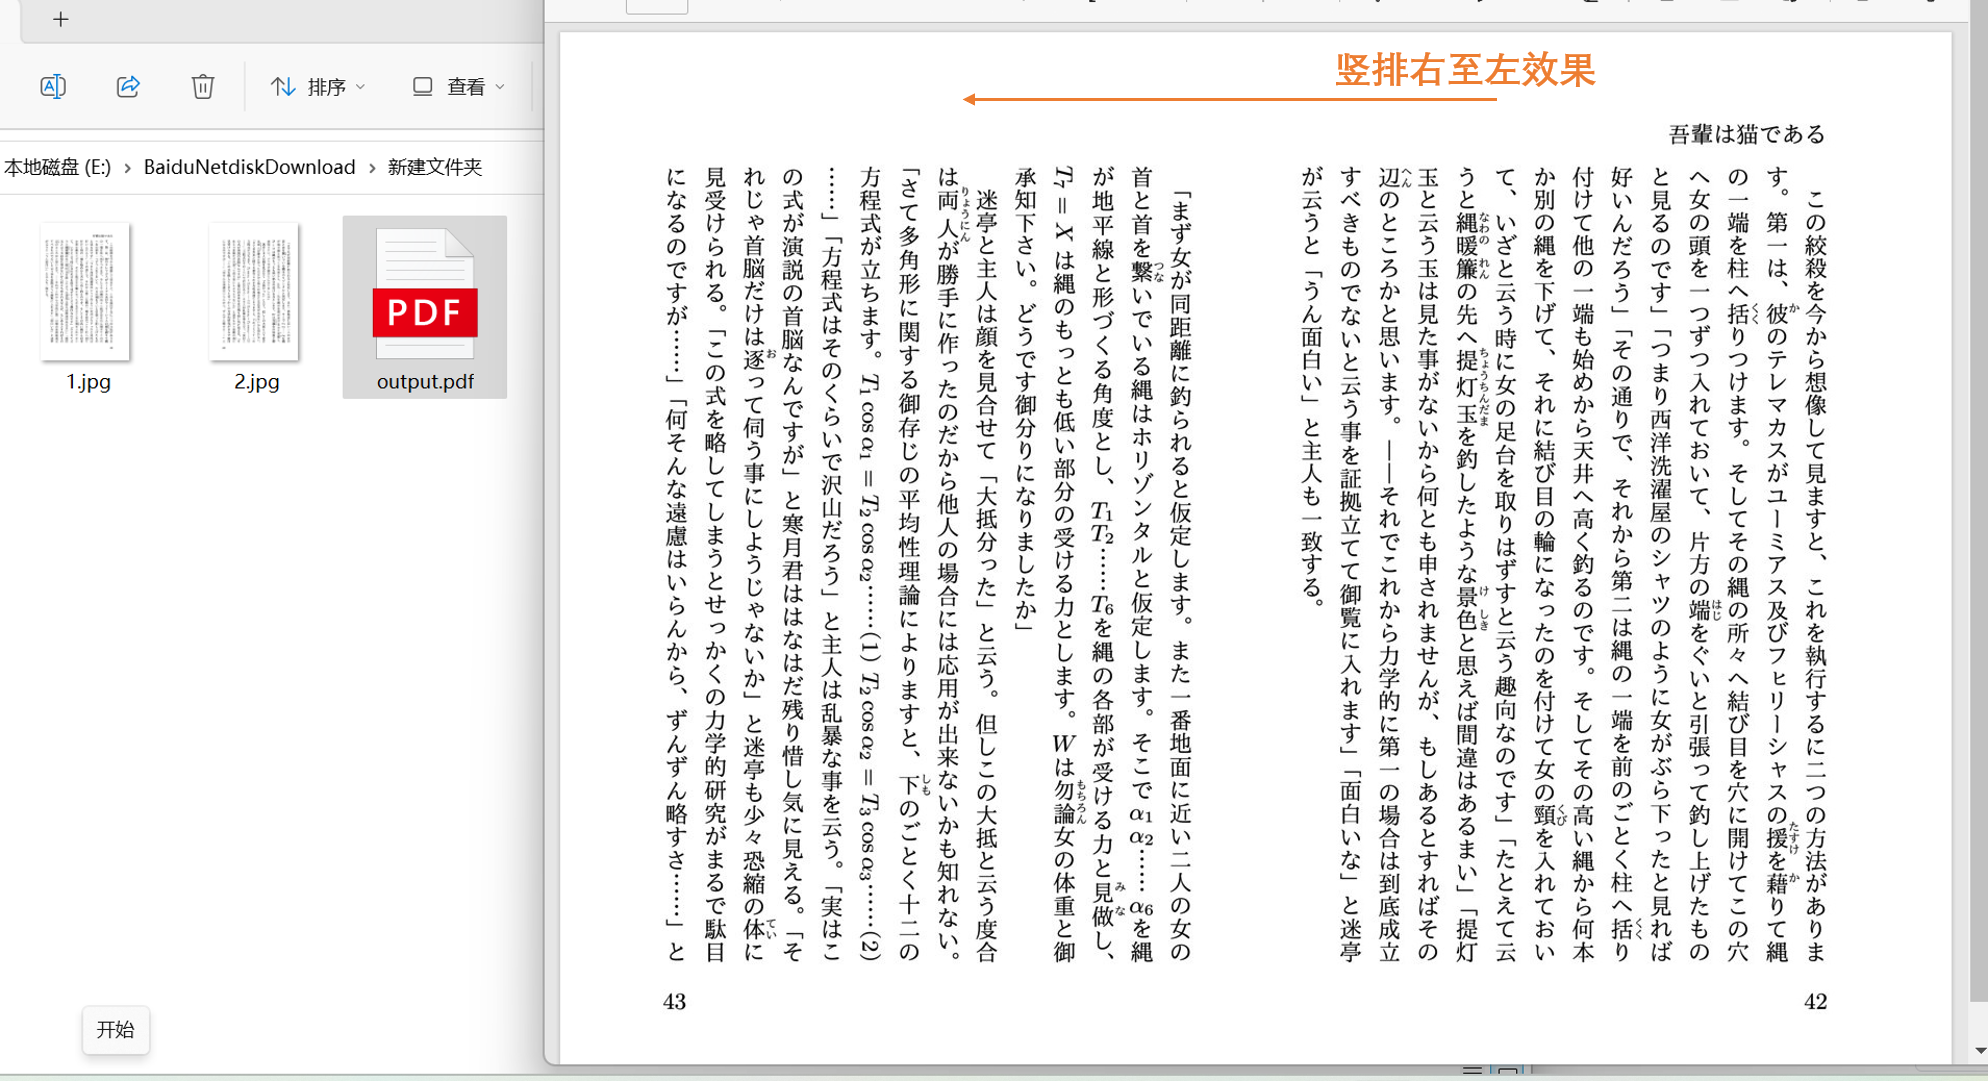 排序
查看
本地磁盘 (E:) › BaiduNetdiskDownload › 新建文件夹
1.jpg
2.jpg
PDF
output.pdf
开始
竖排右至左效果
吾輩は猫である
この絞殺を今から想像して見ますと、これを執行するに二つの方法がありま
す。第一は、彼のテレマカスがユーミアス及びフヒリーシャスの援を藉りて縄
の一端を柱へ括りつけます。そしてその縄の所々へ結び目を穴に開けてこの穴
へ女の頭を一つずつ入れておいて、片方の端をぐいと引張って釣し上げたもの
と見るのです」「つまり西洋洗濯屋のシャツのように女がぶら下ったと見れば
好いんだろう」「その通りで、それから第二は縄の一端を前のごとく柱へ括り
付けて他の一端も始めから天井へ高く釣るのです。そしてその高い縄から何本
か別の縄を下げて、それに結び目の輪になったのを付けて女の頸を入れておい
て、いざと云う時に女の足台を取りはずすと云う趣向なのです」「たとえて云
うと縄暖簾の先へ提灯玉を釣したような景色と思えば間違はあるまい」「提灯
玉と云う玉は見た事がないから何とも申されませんが、もしあるとすればその
辺のところかと思います。——それでこれから力学的に第一の場合は到底成立
すべきものでないと云う事を証拠立てて御覧に入れます」「面白いな」と迷亭
が云うと「うん面白い」と主人も一致する。
42
「まず女が同距離に釣られると仮定します。また一番地面に近い二人の女の
首と首を繋いでいる縄はホリゾンタルと仮定します。そこでα₁ α₂……α₆を縄
が地平線と形づくる角度とし、T₁T₂……T₆を縄の各部が受ける力と見做し、
T₇＝Xは縄のもっとも低い部分の受ける力とします。Wは勿論女の体重と御
承知下さい。どうです御分りになりましたか」
迷亭と主人は顔を見合せて「大抵分った」と云う。但しこの大抵と云う度合
は両人が勝手に作ったのだから他人の場合には応用が出来ないかも知れない。
「さて多角形に関する御存じの平均性理論によりますと、下のごとく十二の
方程式が立ちます。T₁ cos α₁＝T₂ cos α₂……(1) T₂ cos α₂＝T₃ cos α₃……(2)
……」「方程式はそのくらいで沢山だろう」と主人は乱暴な事を云う。「実はこ
の式が演説の首脳なんですが」と寒月君ははなはだ残り惜し気に見える。「そ
れじゃ首脳だけは逐って伺う事にしようじゃないか」と迷亭も少々恐縮の体に
見受けられる。「この式を略してしまうとせっかくの力学的研究がまるで駄目
になるのですが……」「何そんな遠慮はいらんから、ずんずん略すさ……」と
43